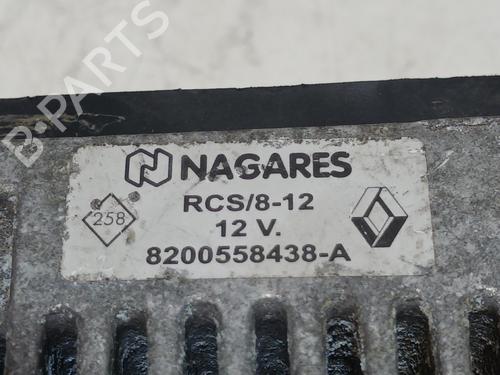 B-PARTS
NAGARES
RCS/8-12
258
12 V.
8200558438-A